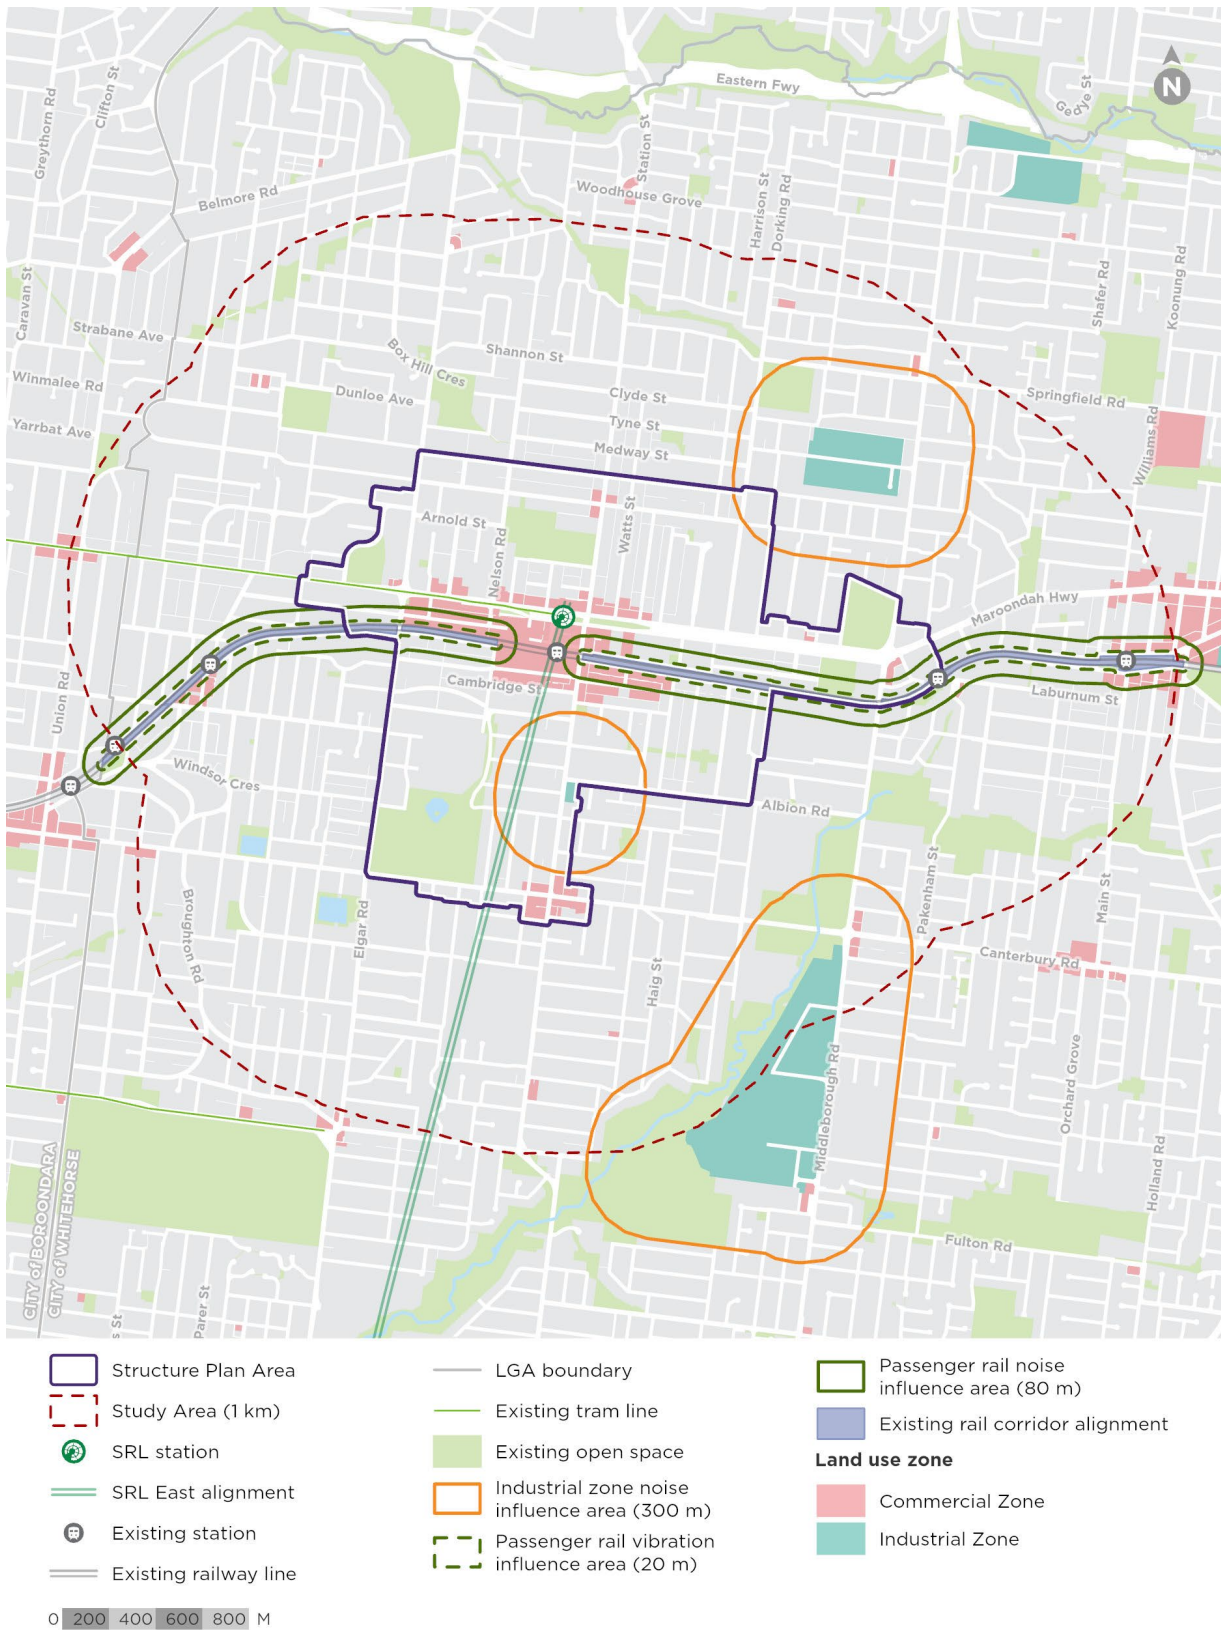 Eastern Fwy
N
Gedye St
Greythorn Rd
Clifton St
Station St
Belmore Rd
Woodhouse Grove
Harrison St
Dorking Rd
Caravan St
Shafer Rd
Koonung Rd
Strabane Ave
Shannon St
Box Hill Cres
Winmalee Rd
Dunloe Ave
Clyde St
Springfield Rd
Yarrbat Ave
Tyne St
Medway St
Williams Rd
Arnold St
Nelson Rd
Watts St
Maroondah Hwy
Union Rd
Cambridge St
Laburnum St
Windsor Cres
Albion Rd
Broughton Rd
Elgar Rd
Pakenham St
Main St
Canterbury Rd
Haig St
Middleborough Rd
Orchard Grove
Holland Rd
CITY of BOROONDARA
CITY of WHITEHORSE
Fulton Rd
s St
Parer St
Structure Plan Area
Study Area (1 km)
SRL station
SRL East alignment
Existing station
Existing railway line
0 200 400 600 800 M
LGA boundary
Existing tram line
Existing open space
Industrial zone noise
influence area (300 m)
Passenger rail vibration
influence area (20 m)
Passenger rail noise
influence area (80 m)
Existing rail corridor alignment
Land use zone
Commercial Zone
Industrial Zone